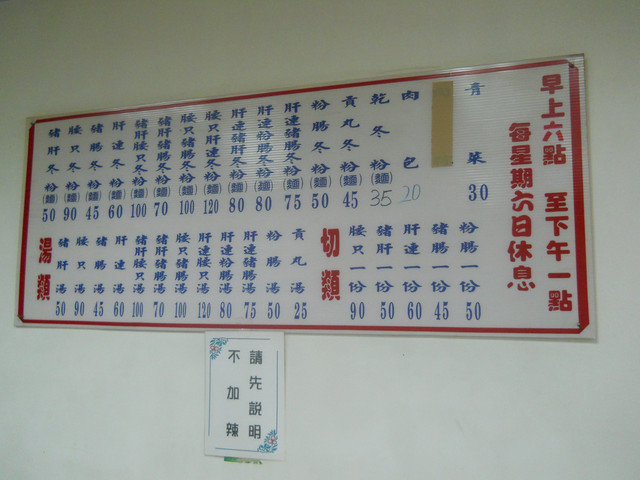 早上六點 至下午一點
每星期六日休息
青菜 30
肉包 20
乾冬粉(麵) 35
貢丸冬粉(麵) 45
粉腸冬粉(麵) 50
肝連豬腸冬粉(麵) 75
肝連粉腸冬粉(麵) 80
冬粉(麵) 80
腰只肝連冬粉(麵) 120
腰只豬腸冬粉(麵) 100
豬肝豬腸冬粉(麵) 70
豬肝腰只冬粉(麵) 100
肝連冬粉(麵) 60
豬腸冬粉(麵) 45
腰只冬粉(麵) 90
豬肝冬粉(麵) 50
粉腸一份 50
豬腸一份 45
肝連一份 60
豬肝一份 50
腰只一份 90
切類
貢丸湯 25
粉腸湯 50
肝連豬腸湯 75
肝連粉腸湯 80
腰只肝連湯 120
腰只豬腸湯 100
豬肝豬腸湯 70
豬肝腰只湯 100
肝連湯 60
豬腸湯 45
腰只湯 90
豬肝湯 50
湯類
請先說明
不加辣